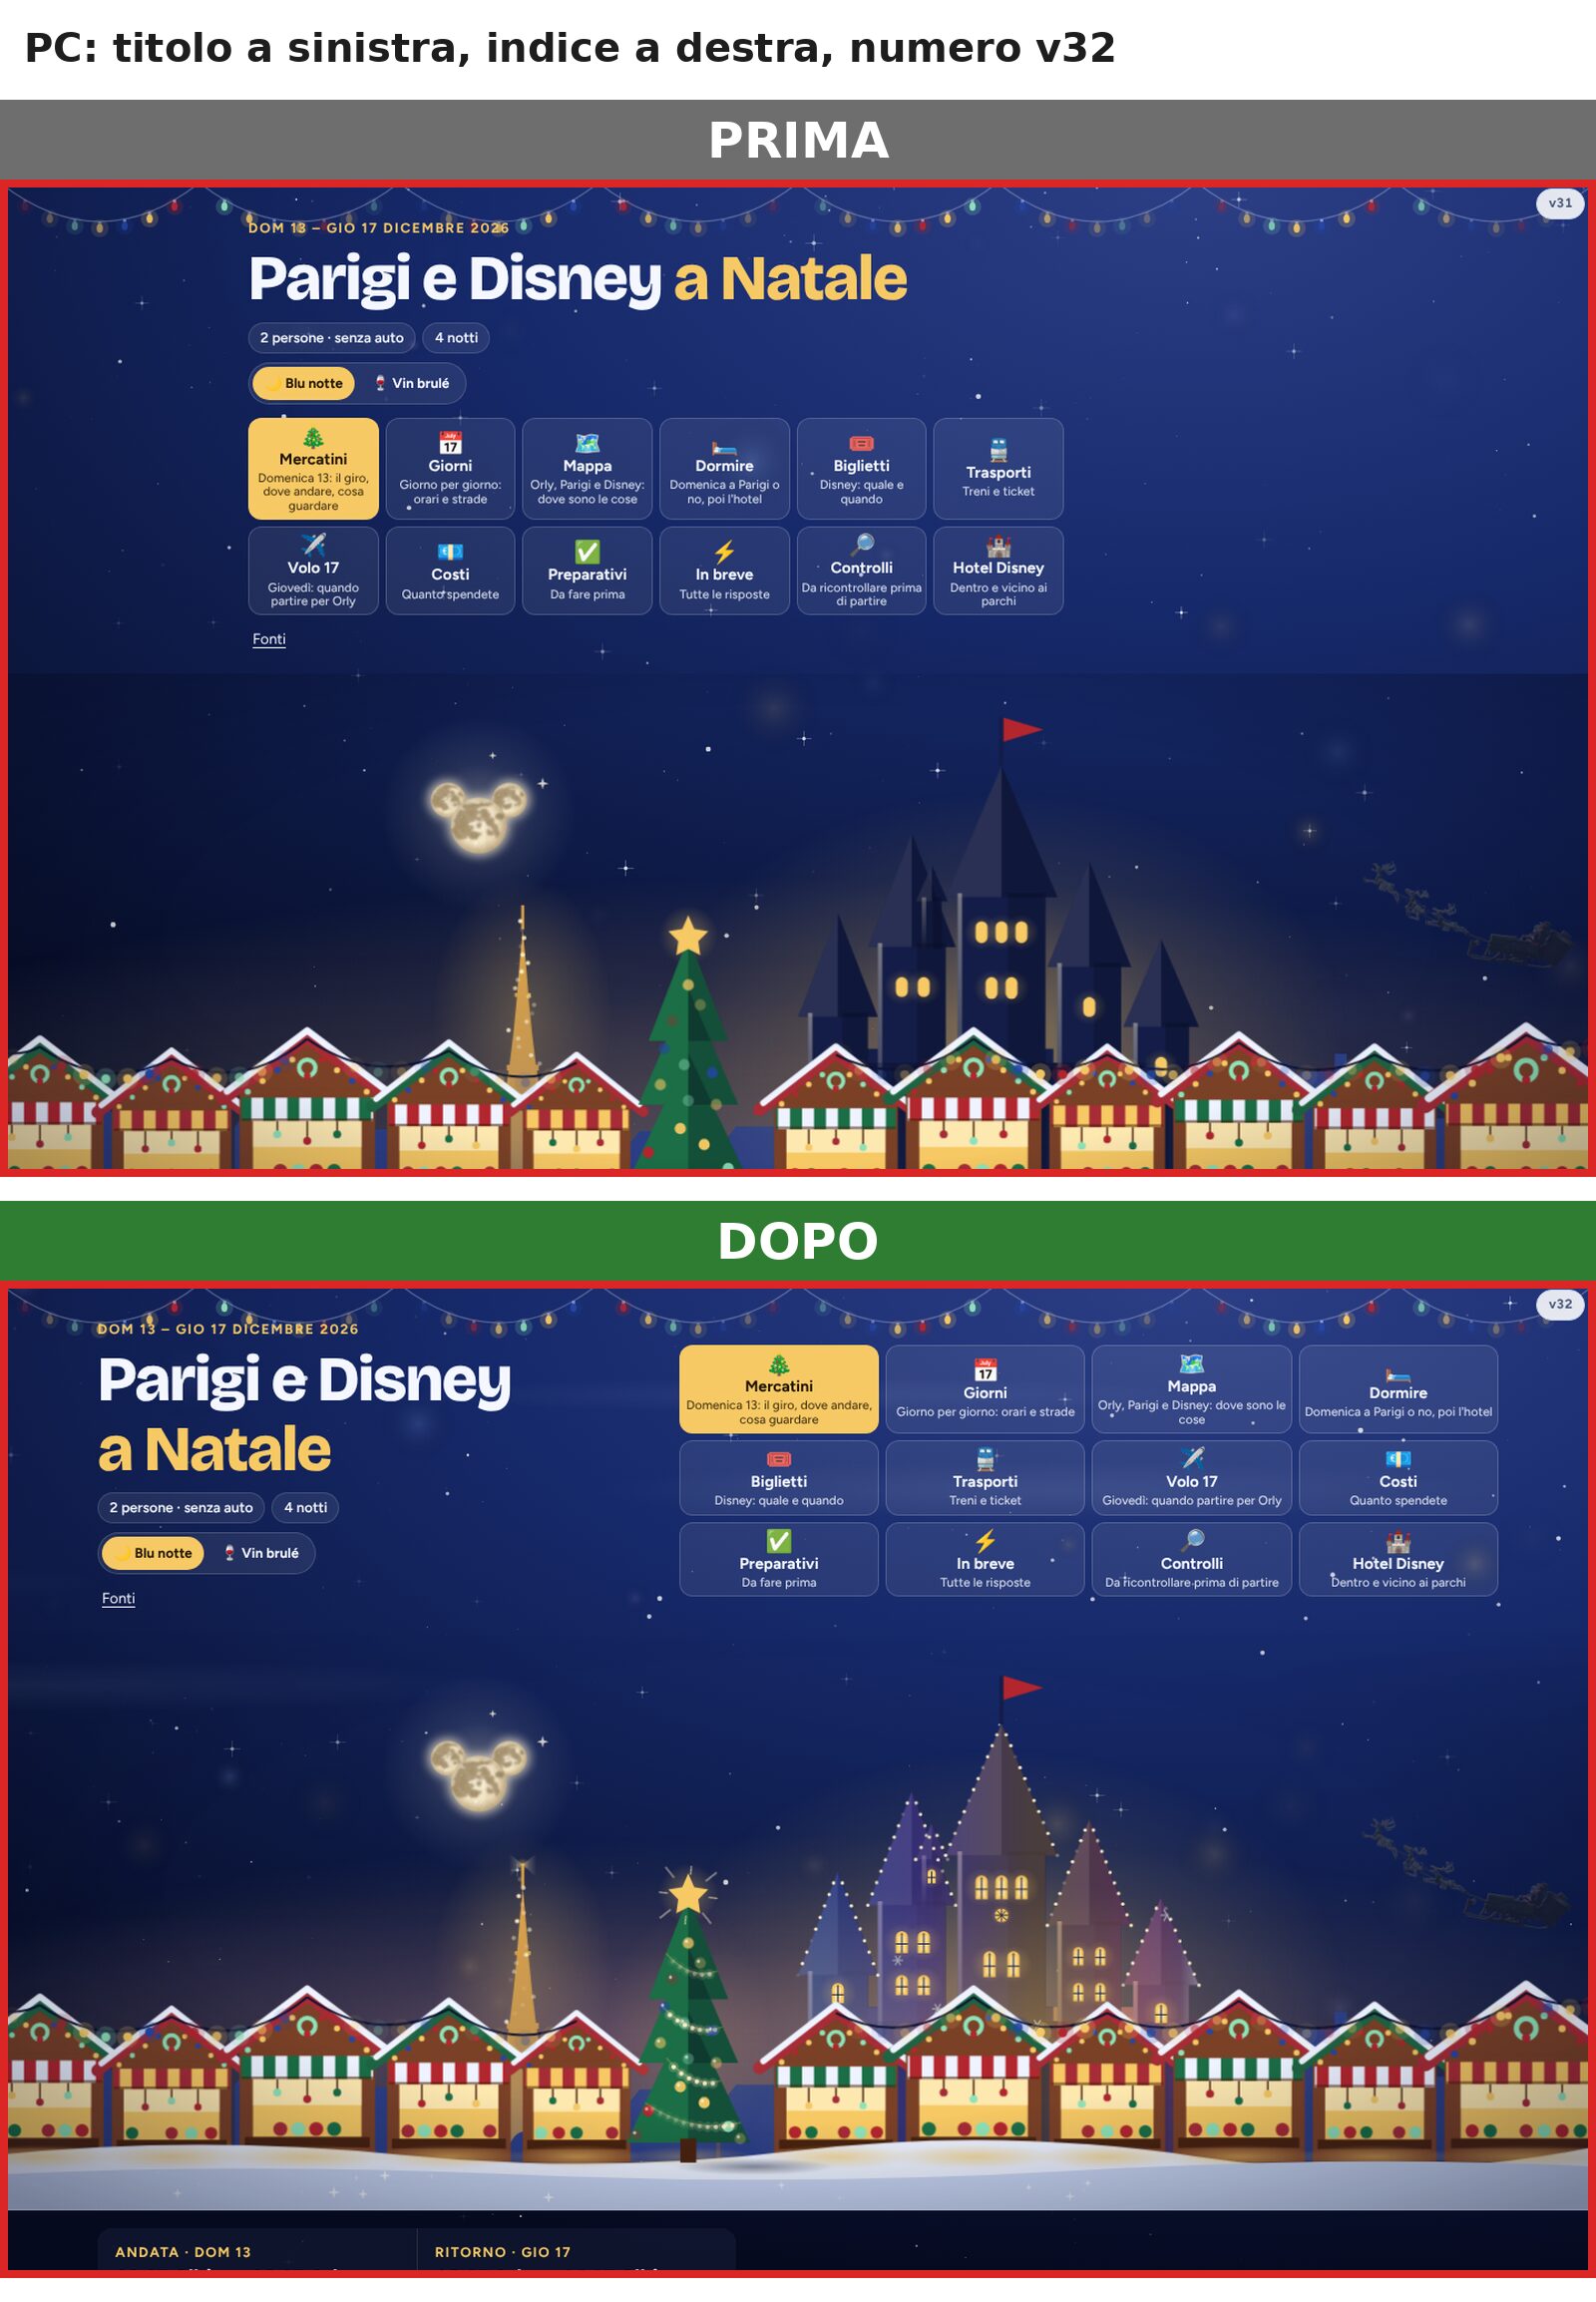 PC: titolo a sinistra, indice a destra, numero v32
PRIMA
v31
DOM 13 – GIO 17 DICEMBRE 2026
Parigi e Disney a Natale
2 persone · senza auto
4 notti
🌙 Blu notte
🍷 Vin brulé
Mercatini
Domenica 13: il giro,
dove andare, cosa
guardare
July
17
Giorni
Giorno per giorno:
orari e strade
Mappa
Orly, Parigi e Disney:
dove sono le cose
Dormire
Domenica a Parigi o
no, poi l'hotel
Biglietti
Disney: quale e
quando
Trasporti
Treni e ticket
Volo 17
Giovedì: quando
partire per Orly
Costi
Quanto spendete
Preparativi
Da fare prima
In breve
Tutte le risposte
Controlli
Da ricontrollare prima
di partire
Hotel Disney
Dentro e vicino ai
parchi
Fonti
DOPO
v32
DOM 13 – GIO 17 DICEMBRE 2026
Parigi e Disney
a Natale
2 persone · senza auto
4 notti
🌙 Blu notte
🍷 Vin brulé
Fonti
Mercatini
Domenica 13: il giro, dove andare,
cosa guardare
July
17
Giorni
Giorno per giorno: orari e strade
Mappa
Orly, Parigi e Disney: dove sono le
cose
Dormire
Domenica a Parigi o no, poi l'hotel
Biglietti
Disney: quale e quando
Trasporti
Treni e ticket
Volo 17
Giovedì: quando partire per Orly
Costi
Quanto spendete
Preparativi
Da fare prima
In breve
Tutte le risposte
Controlli
Da ricontrollare prima di partire
Hotel Disney
Dentro e vicino ai parchi
ANDATA · DOM 13
RITORNO · GIO 17